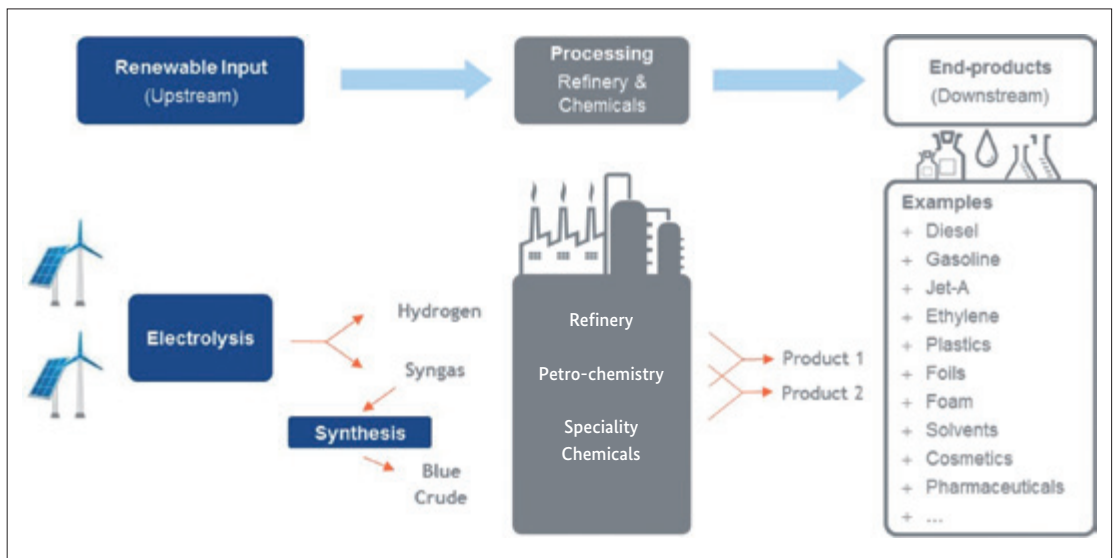 Renewable Input
(Upstream)
Processing
Refinery &
Chemicals
End-products
(Downstream)
Electrolysis
Hydrogen
Syngas
Synthesis
Blue
Crude
Refinery
Petro-chemistry
Speciality
Chemicals
Product 1
Product 2
Examples
+ Diesel
+ Gasoline
+ Jet-A
+ Ethylene
+ Plastics
+ Foils
+ Foam
+ Solvents
+ Cosmetics
+ Pharmaceuticals
+ ...